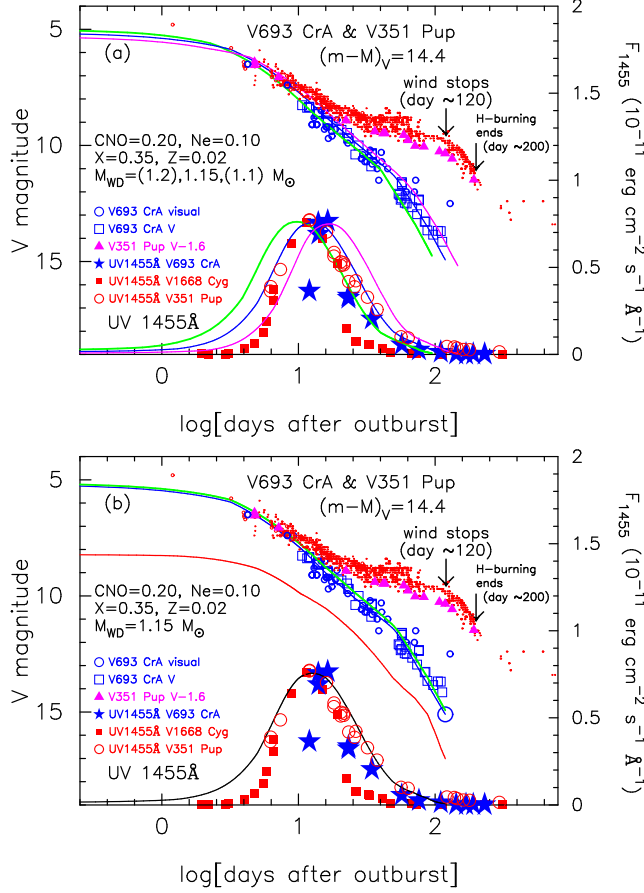 V693 CrA & V351 Pup
(a)
(m−M)V=14.4
wind stops
(day ~120)
H-burning
ends
(day ~200)
CNO=0.20, Ne=0.10
X=0.35, Z=0.02
MWD=(1.2),1.15,(1.1) M⊙
V693 CrA visual
V693 CrA V
V351 Pup V-1.6
UV1455Å V693 CrA
UV1455Å V1668 Cyg
UV1455Å V351 Pup
UV 1455Å
5
10
15
V magnitude
0
1
2
log[days after outburst]
2
1.5
1
0.5
0
F1455 (10−11 erg cm−2 s−1 Å−1)
V693 CrA & V351 Pup
(b)
(m−M)V=14.4
wind stops
(day ~120)
H-burning
ends
(day ~200)
CNO=0.20, Ne=0.10
X=0.35, Z=0.02
MWD=1.15 M⊙
V693 CrA visual
V693 CrA V
V351 Pup V-1.6
UV1455Å V693 CrA
UV1455Å V1668 Cyg
UV1455Å V351 Pup
UV 1455Å
5
10
15
V magnitude
0
1
2
log[days after outburst]
2
1.5
1
0.5
0
F1455 (10−11 erg cm−2 s−1 Å−1)